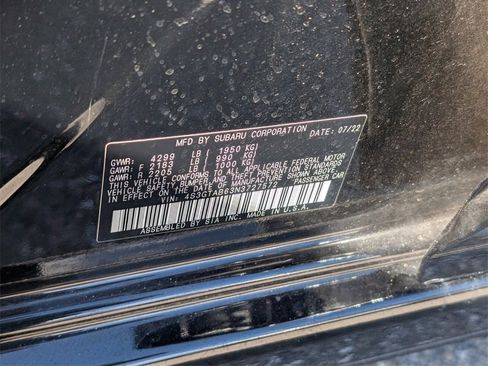 MFD BY SUBARU CORPORATION DATE: 07/22
GVWR: 4299 LB ( 1950 KG)
GAWR: F 2183 LB ( 990 KG)
GAWR: R 2205 LB ( 1000 KG)
THIS VEHICLE CONFORMS TO ALL APPLICABLE FEDERAL MOTOR
VEHICLE SAFETY, BUMPER, AND THEFT PREVENTION STANDARDS
IN EFFECT ON THE DATE OF MANUFACTURE SHOWN ABOVE.
VIN: 4S3GTAB63N3727572 PASSENGER CAR
ASSEMBLED BY SIA INC. MADE IN U.S.A.